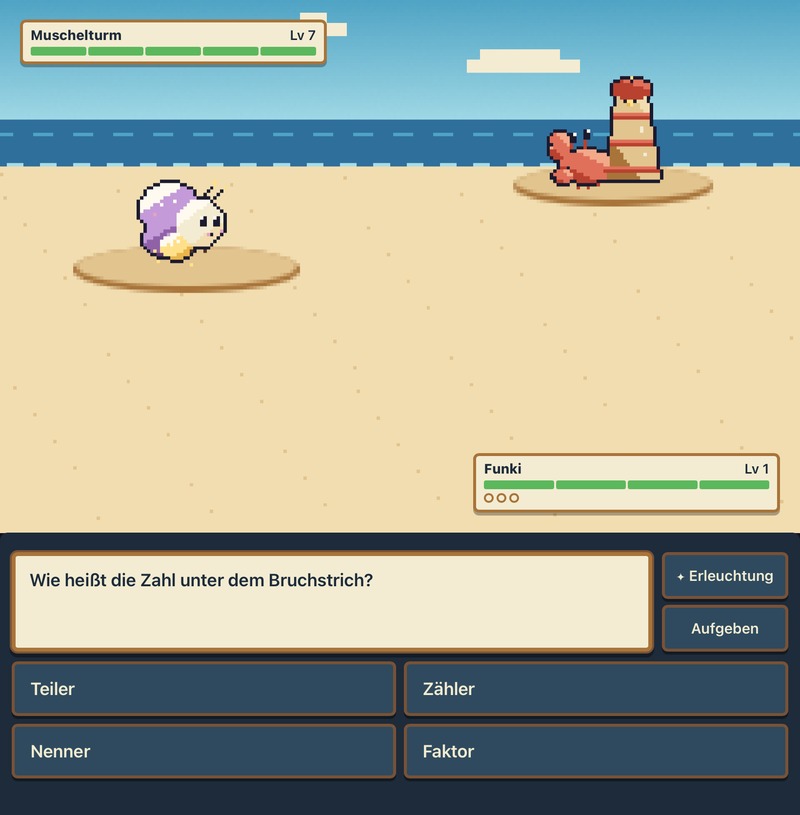 Muschelturm Lv 7
Funki Lv 1
Wie heißt die Zahl unter dem Bruchstrich?
Erleuchtung
Aufgeben
Teiler
Zähler
Nenner
Faktor